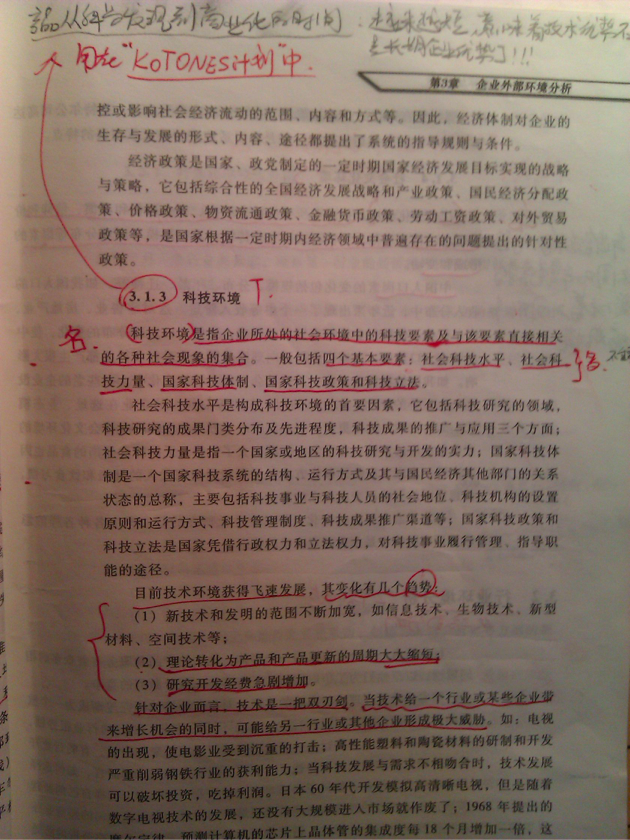 产品从科学发现到商业化的时间：越来越短，意味着技术优势不
是长期企业优势了!!!
用在“KOTONES计划”中.
第3章 企业外部环境分析
控或影响社会经济流动的范围、内容和方式等。因此，经济体制对企业的
生存与发展的形式、内容、途径都提出了系统的指导规则与条件。
经济政策是国家、政党制定的一定时期国家经济发展目标实现的战略
与策略，它包括综合性的全国经济发展战略和产业政策、国民经济分配政
策、价格政策、物资流通政策、金融货币政策、劳动工资政策、对外贸易
政策等，是国家根据一定时期内经济领域中普遍存在的问题提出的针对性
政策。
3.1.3 科技环境 T.
名.
科技环境是指企业所处的社会环境中的科技要素及与该要素直接相关
的各种社会现象的集合。一般包括四个基本要素：社会科技水平、社会科
技力量、国家科技体制、国家科技政策和科技立法。
社会科技水平是构成科技环境的首要因素，它包括科技研究的领域，
科技研究的成果门类分布及先进程度，科技成果的推广与应用三个方面；
社会科技力量是指一个国家或地区的科技研究与开发的实力；国家科技体
制是一个国家科技系统的结构、运行方式及其与国民经济其他部门的关系
状态的总称，主要包括科技事业与科技人员的社会地位、科技机构的设置
原则和运行方式、科技管理制度、科技成果推广渠道等；国家科技政策和
科技立法是国家凭借行政权力和立法权力，对科技事业履行管理、指导职
能的途径。
目前技术环境获得飞速发展，其变化有几个趋势：
(1) 新技术和发明的范围不断加宽，如信息技术、生物技术、新型
材料、空间技术等；
(2) 理论转化为产品和产品更新的周期大大缩短；
(3) 研究开发经费急剧增加。
针对企业而言，技术是一把双刃剑。当技术给一个行业或某些企业带
来增长机会的同时，可能给另一行业或其他企业形成极大威胁。如：电视
的出现，使电影业受到沉重的打击；高性能塑料和陶瓷材料的研制和开发
严重削弱钢铁行业的获利能力；当科技发展与需求不相吻合时，技术发展
可以破坏投资，吃掉利润。日本 60 年代开发模拟高清晰电视，但是随着
数字电视技术的发展，还没有大规模进入市场就作废了；1968 年提出的
摩尔定律，预测计算机的芯片上晶体管的集成度每 18 个月增加一倍，这